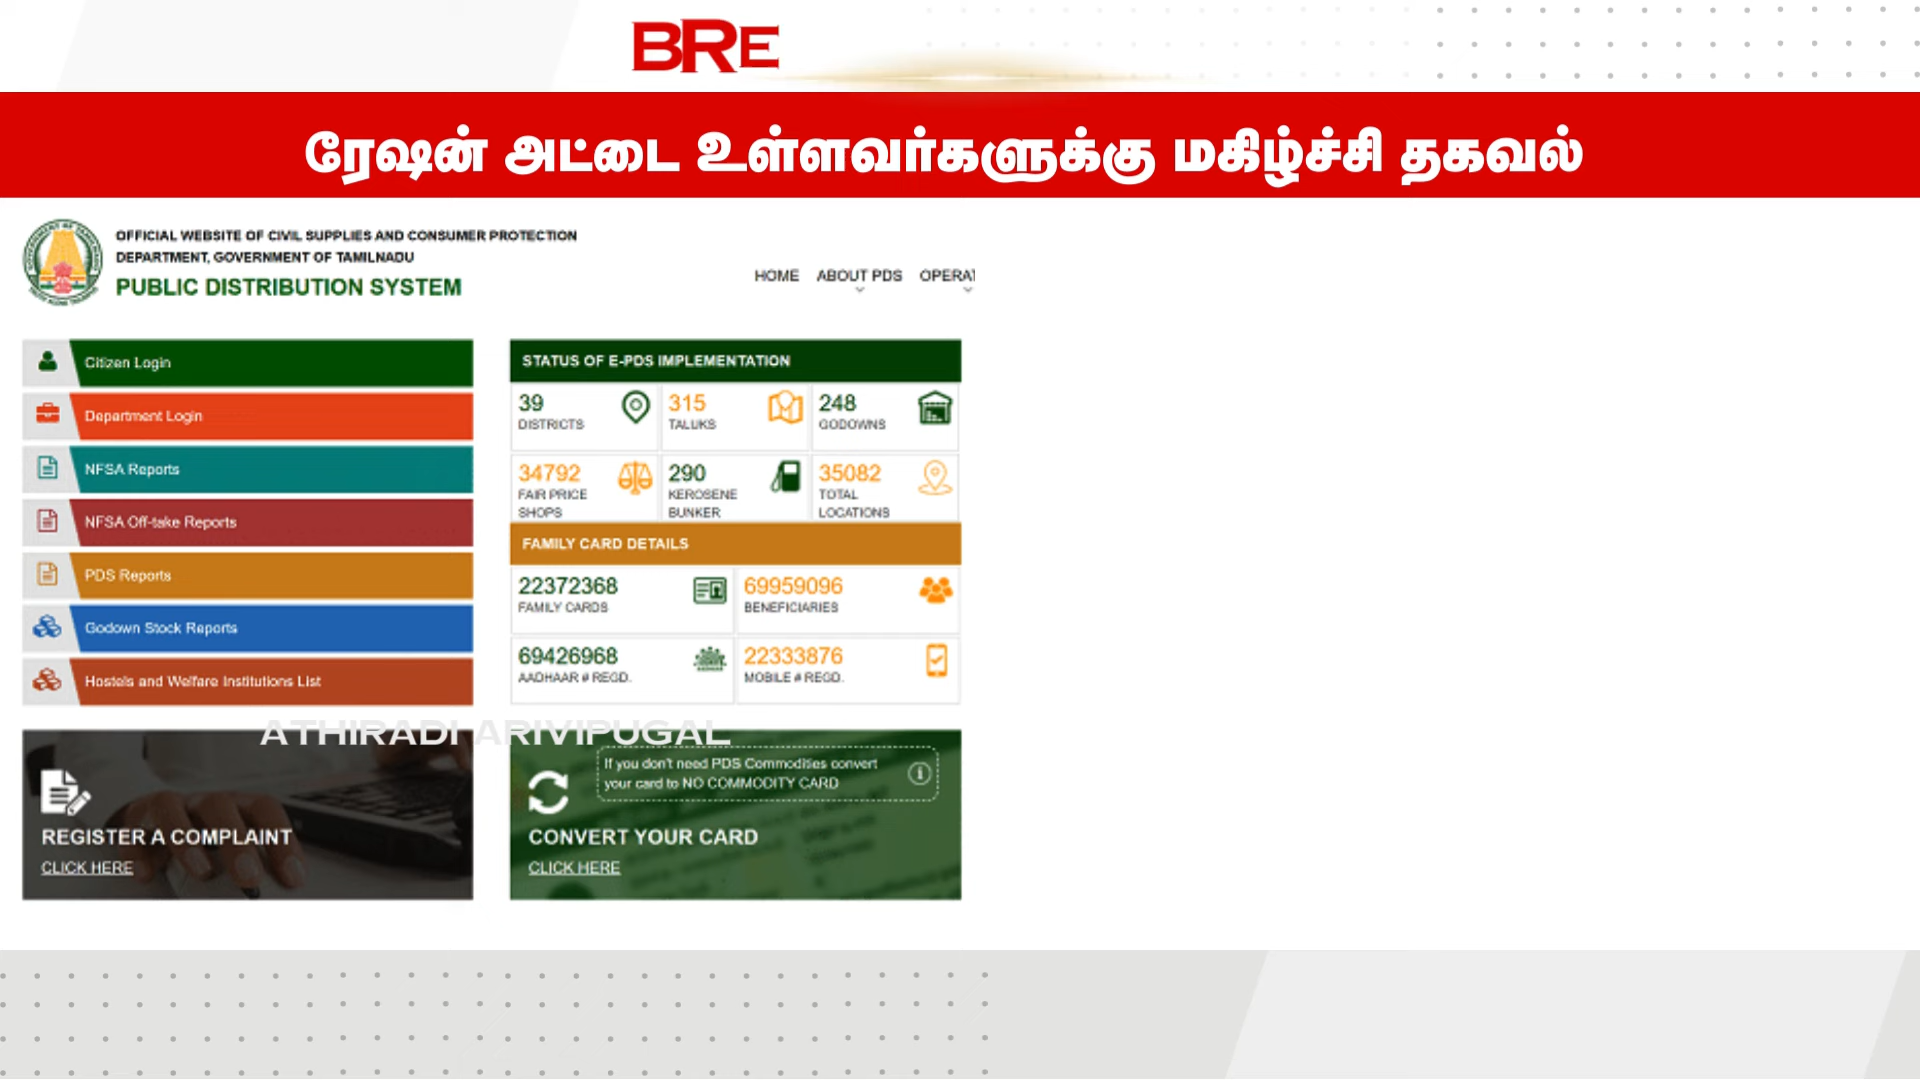 BRE
ரேஷன் அட்டை உள்ளவர்களுக்கு மகிழ்ச்சி தகவல்
OFFICIAL WEBSITE OF CIVIL SUPPLIES AND CONSUMER PROTECTION
DEPARTMENT, GOVERNMENT OF TAMILNADU
PUBLIC DISTRIBUTION SYSTEM
HOME ABOUT PDS OPERAT
Citizen Login
Department Login
NFSA Reports
NFSA Off-take Reports
PDS Reports
Godown Stock Reports
Hostels and Welfare Institutions List
STATUS OF E-PDS IMPLEMENTATION
39 315 248
DISTRICTS TALUKS GODOWNS
34792 290 35082
FAIR PRICE KEROSENE TOTAL
SHOPS BUNKER LOCATIONS
FAMILY CARD DETAILS
22372368 69959096
FAMILY CARDS BENEFICIARIES
69426968 22333876
AADHAAR # REGD. MOBILE # REGD.
ATHIRADI ARIVIPUGAL
REGISTER A COMPLAINT
CLICK HERE
If you don't need PDS Commodities convert
your card to NO COMMODITY CARD
CONVERT YOUR CARD
CLICK HERE